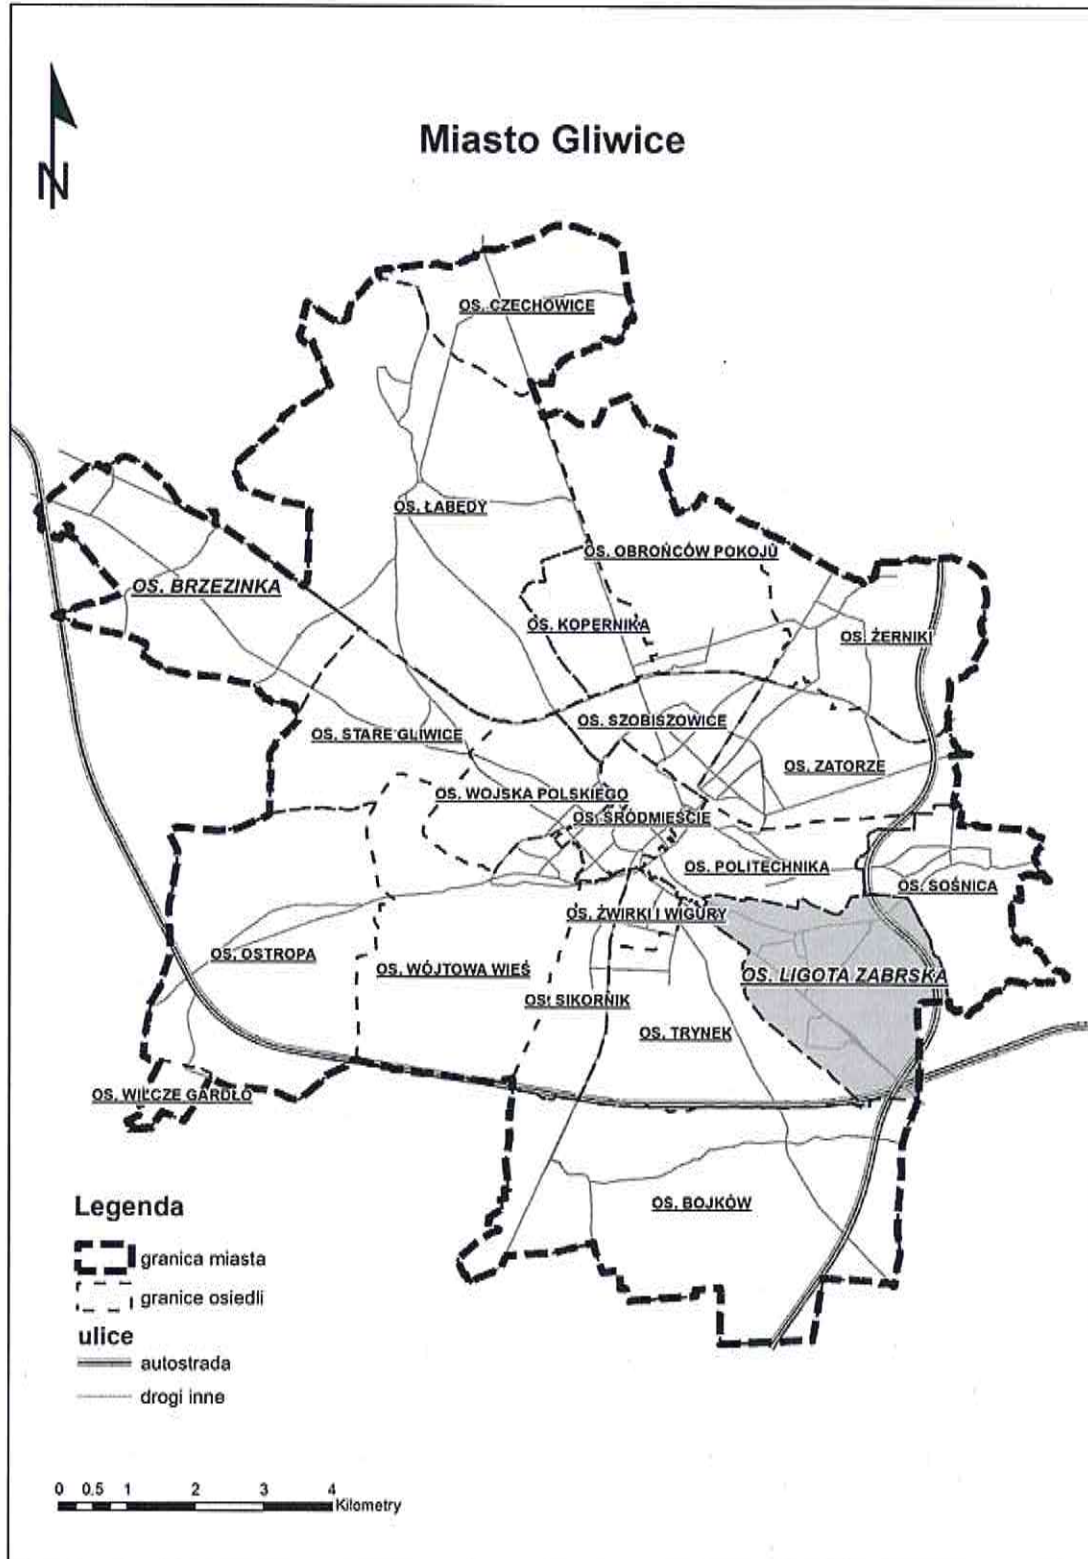 N
Miasto Gliwice
OS. CZECHOWICE
OS. ŁABĘDY
OS. OBROŃCÓW POKOJU
OS. BRZEZINKA
OS. KOPERNIKA
OS. ŻERNIKI
OS. SZOBISZOWICE
OS. STARE GLIWICE
OS. ZATORZE
OS. WOJSKA POLSKIEGO
OS. ŚRÓDMIEŚCIE
OS. POLITECHNIKA
OS. SOŚNICA
OS. ŻWIRKI I WIGURY
OS. OSTROPA
OS. WÓJTOWA WIEŚ
OS. LIGOTA ZABRSKA
OS. SIKORNIK
OS. TRYNEK
OS. WILCZE GARDŁO
OS. BOJKÓW
Legenda
granica miasta
granice osiedli
ulice
autostrada
drogi inne
0 0.5 1 2 3 4
Kilometry